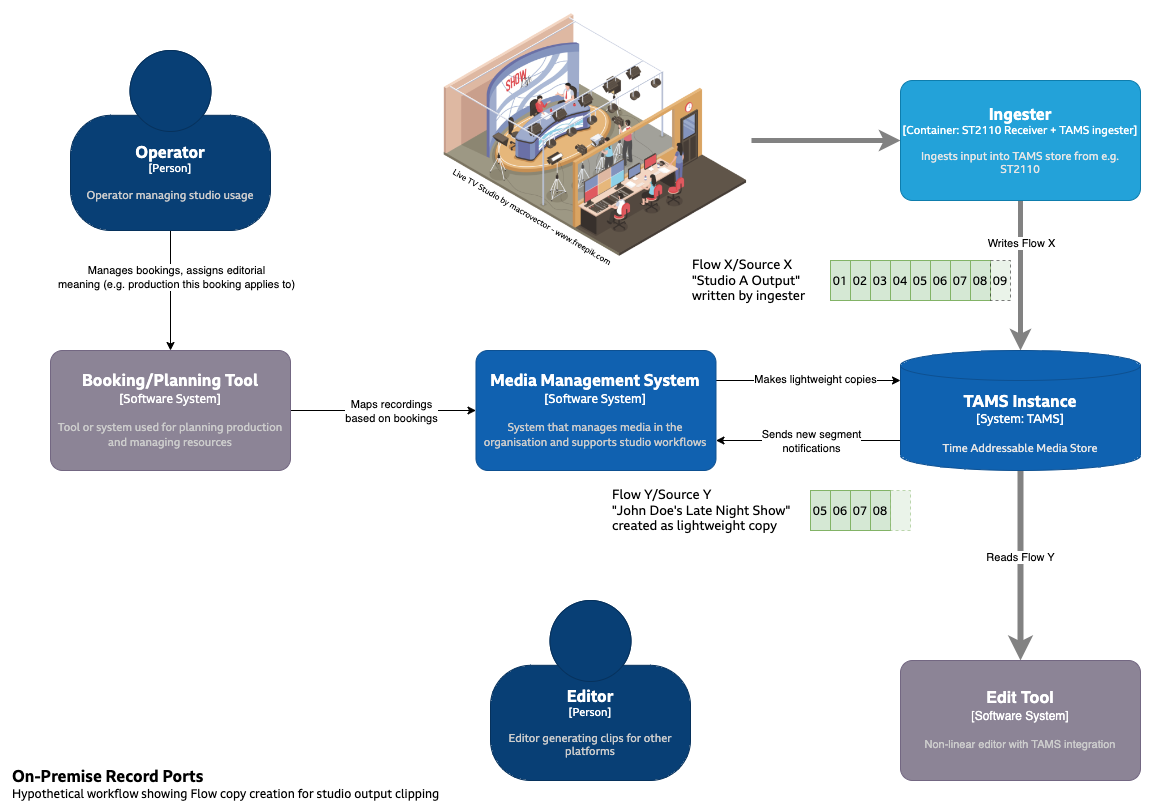 Operator
[Person]
Operator managing studio usage
SHOW
Live TV Studio by macrovector - www.freepik.com
Ingester
[Container: ST2110 Receiver + TAMS ingester]
Ingests input into TAMS store from e.g.
ST2110
Manages bookings, assigns editorial
meaning (e.g. production this booking applies to)
Writes Flow X
Flow X/Source X
"Studio A Output"
written by ingester
01 02 03 04 05 06 07 08 09
Booking/Planning Tool
[Software System]
Tool or system used for planning production
and managing resources
Maps recordings
based on bookings
Media Management System
[Software System]
System that manages media in the
organisation and supports studio workflows
Makes lightweight copies
Sends new segment
notifications
TAMS Instance
[System: TAMS]
Time Addressable Media Store
Flow Y/Source Y
"John Doe's Late Night Show"
created as lightweight copy
05 06 07 08
Reads Flow Y
Editor
[Person]
Editor generating clips for other
platforms
Edit Tool
[Software System]
Non-linear editor with TAMS integration
On-Premise Record Ports
Hypothetical workflow showing Flow copy creation for studio output clipping